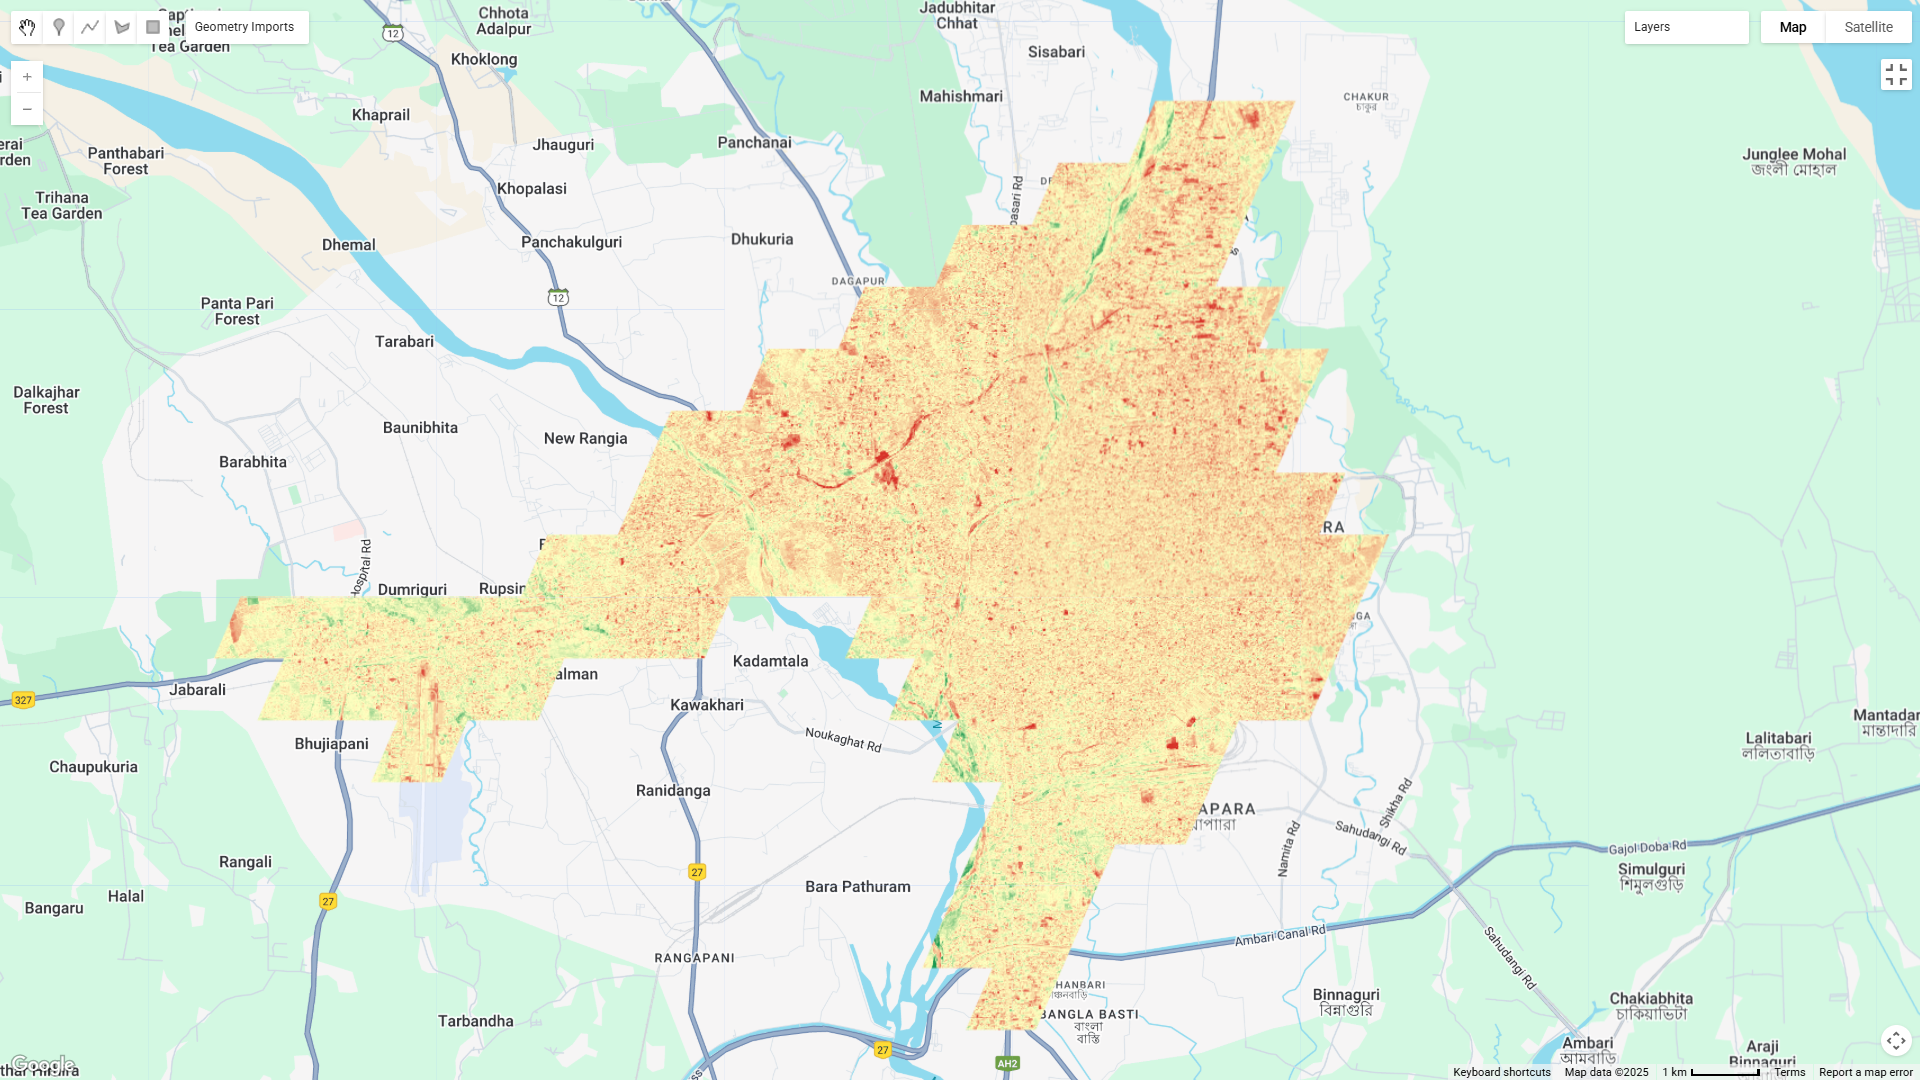 Geometry Imports
Layers
Map
Satellite
+
−
Tea Garden
12
Chhota
Adalpur
Khoklong
Jadubhitar
Chhat
Sisabari
Mahishmari
CHAKUR
চাকুর
Khaprail
Jhauguri
Panchanai
Panthabari
Forest
Junglee Mohal
জংলী মোহাল
Trihana
Tea Garden
Khopalasi
Dhemal
Panchakulguri
Dhukuria
DAGAPUR
12
Panta Pari
Forest
Tarabari
Dalkajhar
Forest
Baunibhita
New Rangia
Barabhita
RA
Hospital Rd
Dumriguri
Rupsin
alman
Kadamtala
327
Jabarali
Kawakhari
Noukaghat Rd
Bhujiapani
Chaupukuria
Ranidanga
Mantadar
মান্তাদারি
Lalitabari
ললিতাবাড়ি
APARA
Shikha Rd
Sahudangi Rd
Namita Rd
Gajol Doba Rd
Simulguri
শিমুলগুড়ি
Rangali
Halal
Bangaru
27
27
Bara Pathuram
Ambari Canal Rd
Sahudangi Rd
RANGAPANI
HANBARI
BANGLA BASTI
বাংলা
বাস্তি
Binnaguri
বিন্নাগুরি
Chakiabhita
চাকিয়াভিটা
Tarbandha
27
AH2
Ambari
আমবাড়ি
Araji
Binnaguri
Google
Keyboard shortcuts
Map data ©2025
1 km
Terms
Report a map error